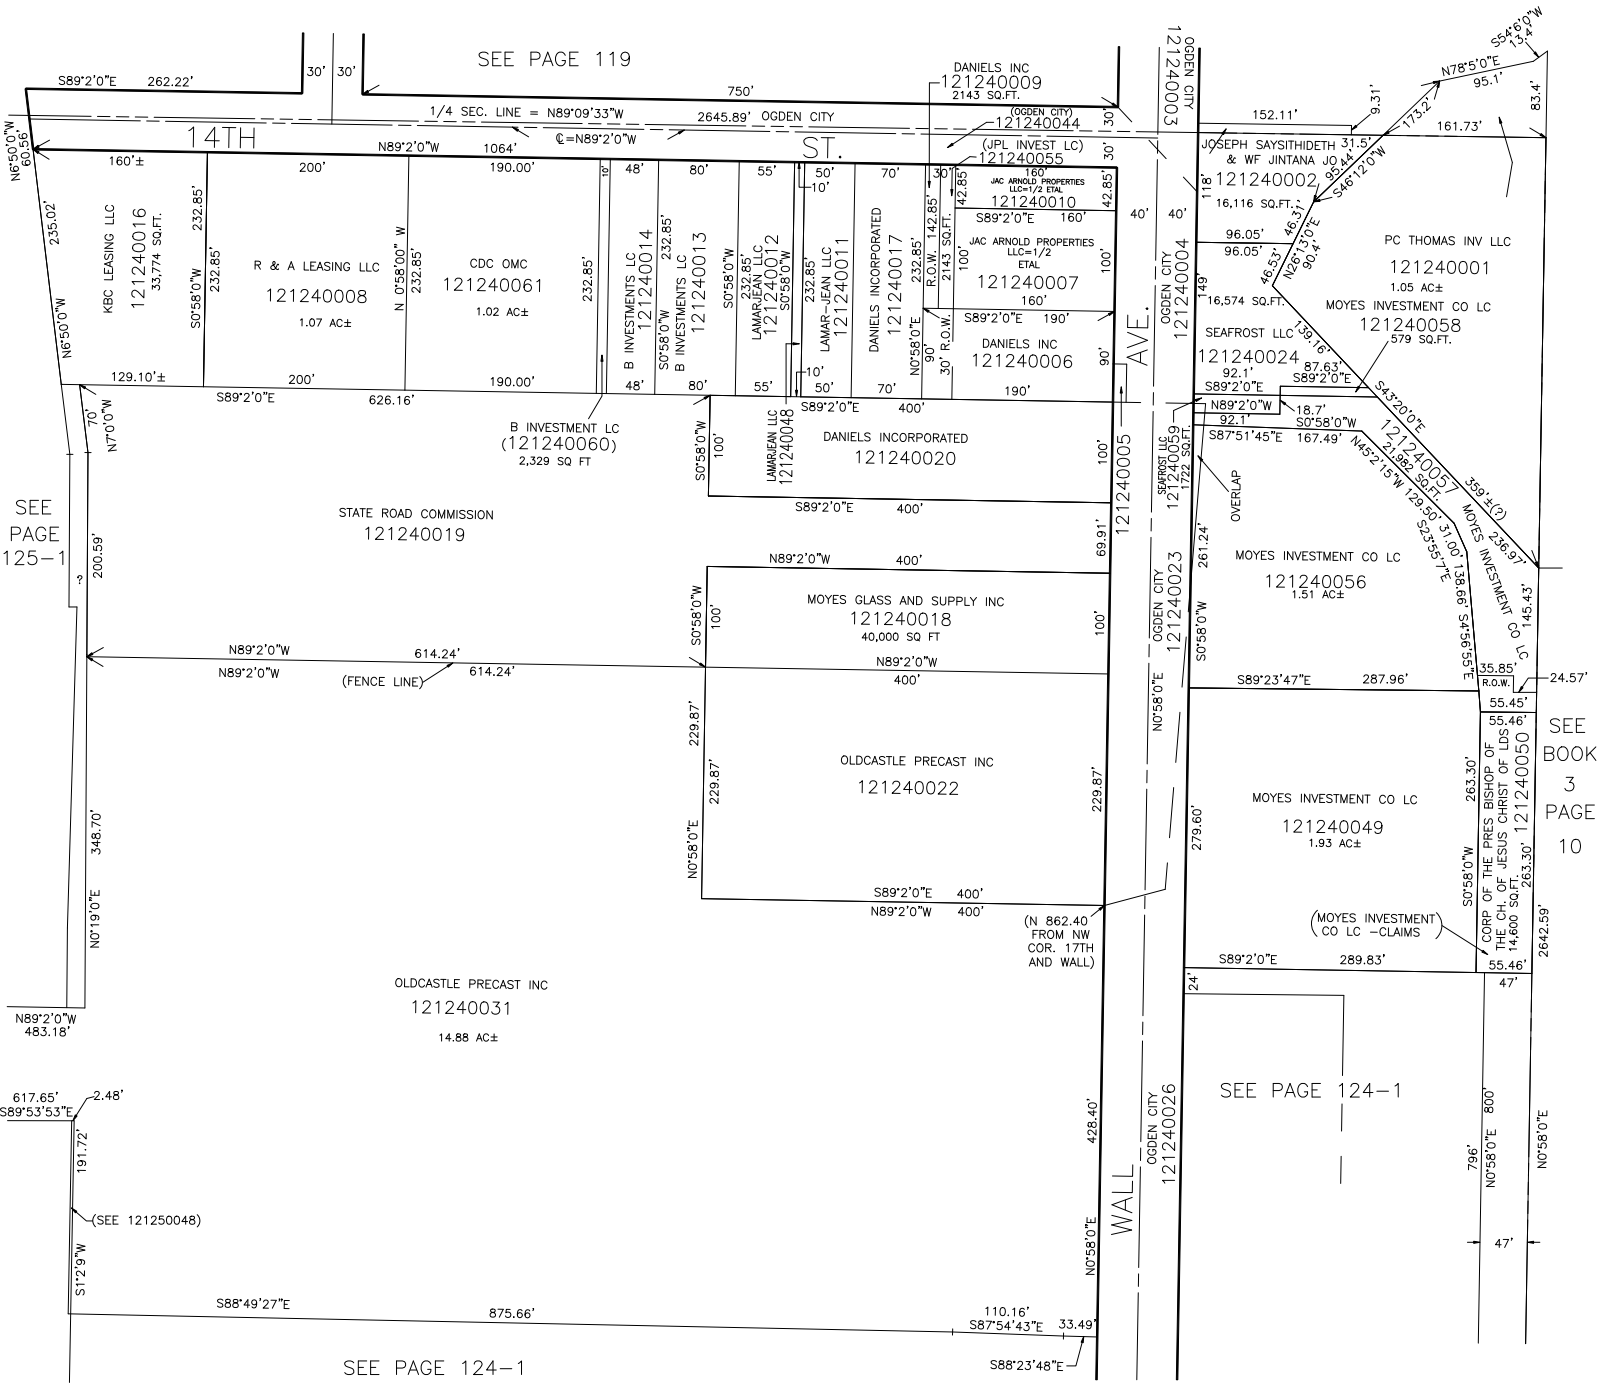 SEE PAGE 119
S89°2'0"E 262.22'
30' 30'
750'
1/4 SEC. LINE = N89°09'33"W 2645.89' OGDEN CITY
14TH ST.
℄=N89°2'0"W
N89°2'0"W 1064'
N6°50'0"W
60.56'
DANIELS INC
121240009
2143 SQ.FT.
(OGDEN CITY)
121240044
(JPL INVEST LC)
121240055
30'
30'
OGDEN CITY
121240003
S54°6'0"W
13.4'
N78°5'0"E
95.1'
83.4'
173.2'
9.31'
152.11'
161.73'
31.5'
95.44'
S46°12'0"W
JOSEPH SAYSITHIDETH
& WF JINTANA JO
121240002
16,116 SQ.FT.
118'
46.31'
N26°13'0"E
90.4'
46.53'
96.05'
96.05'
PC THOMAS INV LLC
121240001
1.05 AC±
MOYES INVESTMENT CO LC
121240058
579 SQ.FT.
149'
16,574 SQ.FT.
SEAFROST LLC
121240024
92.1'
139.16'
87.63'
S89°2'0"E
S89°2'0"E
N89°2'0"W
18.7'
92.1'
S0°58'0"W
S87°51'45"E 167.49'
S43°20'0"E
359'±(?)
236.97'
121240057
21,982 SQ.FT.
MOYES INVESTMENT CO LC
N45°2'15"W 129.50'
31.00'
S23°55'7"E
138.66'
S4°56'55"E
145.43'
160'±
235.02'
N6°50'0"W
KBC LEASING LLC
121240016
33,774 SQ.FT.
129.10'±
232.85'
S0°58'0"W
232.85'
200'
R & A LEASING LLC
121240008
1.07 AC±
200'
N 0°58'00" W
232.85'
190.00'
CDC OMC
121240061
1.02 AC±
190.00'
232.85'
10'
48'
B INVESTMENTS LC
121240014
48'
232.85'
S0°58'0"W
80'
B INVESTMENTS LC
121240013
80'
S0°58'0"W
232.85'
55'
LAMARJEAN LLC
121240012
55'
S0°58'0"W
10'
10'
232.85'
50'
LAMAR-JEAN LLC
121240011
50'
70'
DANIELS INCORPORATED
121240017
70'
232.85'
N0°58'0"E
R.O.W. 142.85'
2143 SQ.FT.
30'
42.85'
160'
JAC ARNOLD PROPERTIES
LLC=1/2 ETAL
121240010
S89°2'0"E 160'
42.85'
JAC ARNOLD PROPERTIES
LLC=1/2
ETAL
121240007
100'
100'
160'
S89°2'0"E 190'
DANIELS INC
121240006
90'
30' R.O.W.
90'
190'
40' 40'
AVE.
OGDEN CITY
121240004
S89°2'0"E
626.16'
70'
N7°0'0"W
B INVESTMENT LC
(121240060)
2,329 SQ FT
LAMARJEAN LLC
121240048
S89°2'0"E 400'
DANIELS INCORPORATED
121240020
S0°58'0"W
100'
100'
S89°2'0"E 400'
121240005
SEAFROST LLC
121240059
1722 SQ.FT.
OVERLAP
SEE
PAGE
125-1
STATE ROAD COMMISSION
121240019
200.59'
?
69.91'
N89°2'0"W 400'
MOYES GLASS AND SUPPLY INC
121240018
40,000 SQ FT
S0°58'0"W
100'
100'
OGDEN CITY
121240023
261.24'
S0°58'0"W
MOYES INVESTMENT CO LC
121240056
1.51 AC±
N89°2'0"W 614.24'
N89°2'0"W 614.24'
(FENCE LINE)
N89°2'0"W
400'
S89°23'47"E 287.96'
35.85'
R.O.W.
24.57'
55.45'
55.46'
229.87'
229.87'
N0°58'0"E
OLDCASTLE PRECAST INC
121240022
229.87'
N0°58'0"E
S89°2'0"E 400'
N89°2'0"W 400'
(N 862.40
FROM NW
COR. 17TH
AND WALL)
MOYES INVESTMENT CO LC
121240049
1.93 AC±
279.60'
263.30'
S0°58'0"W
CORP OF THE PRES BISHOP OF
THE CH. OF JESUS CHRIST OF LDS
14,600 SQ.FT. 263.30' 121240050
(MOYES INVESTMENT)
CO LC -CLAIMS
SEE
BOOK
3
PAGE
10
2642.59'
S89°2'0"E 289.83'
55.46'
47'
24'
348.70'
N0°19'0"E
OLDCASTLE PRECAST INC
121240031
14.88 AC±
N89°2'0"W
483.18'
617.65'
S89°53'53"E
2.48'
191.72'
(SEE 121250048)
S1°2'9"W
428.40'
N0°58'0"E
WALL
OGDEN CITY
121240026
SEE PAGE 124-1
796'
N0°58'0"E 800'
N0°58'0"E
47'
S88°49'27"E
875.66'
110.16'
S87°54'43"E 33.49'
S88°23'48"E
SEE PAGE 124-1